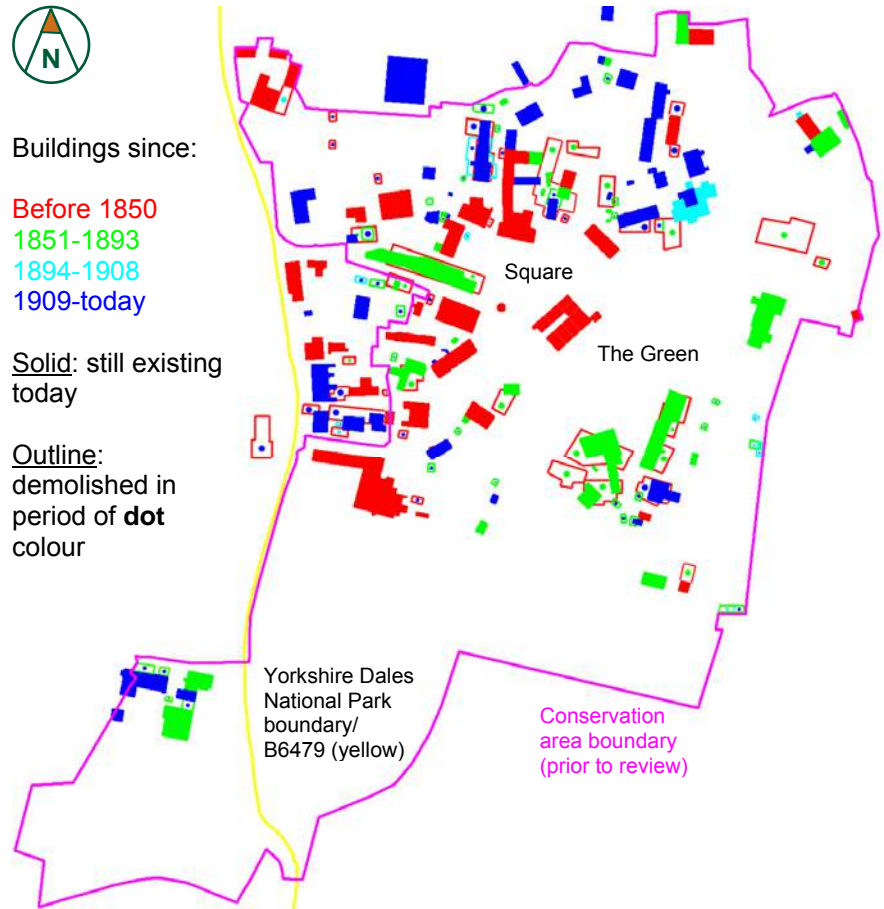 N
Buildings since:
Before 1850
1851-1893
1894-1908
1909-today
Solid: still existing
today
Outline:
demolished in
period of dot
colour
Square
The Green
Yorkshire Dales
National Park
boundary/
B6479 (yellow)
Conservation
area boundary
(prior to review)